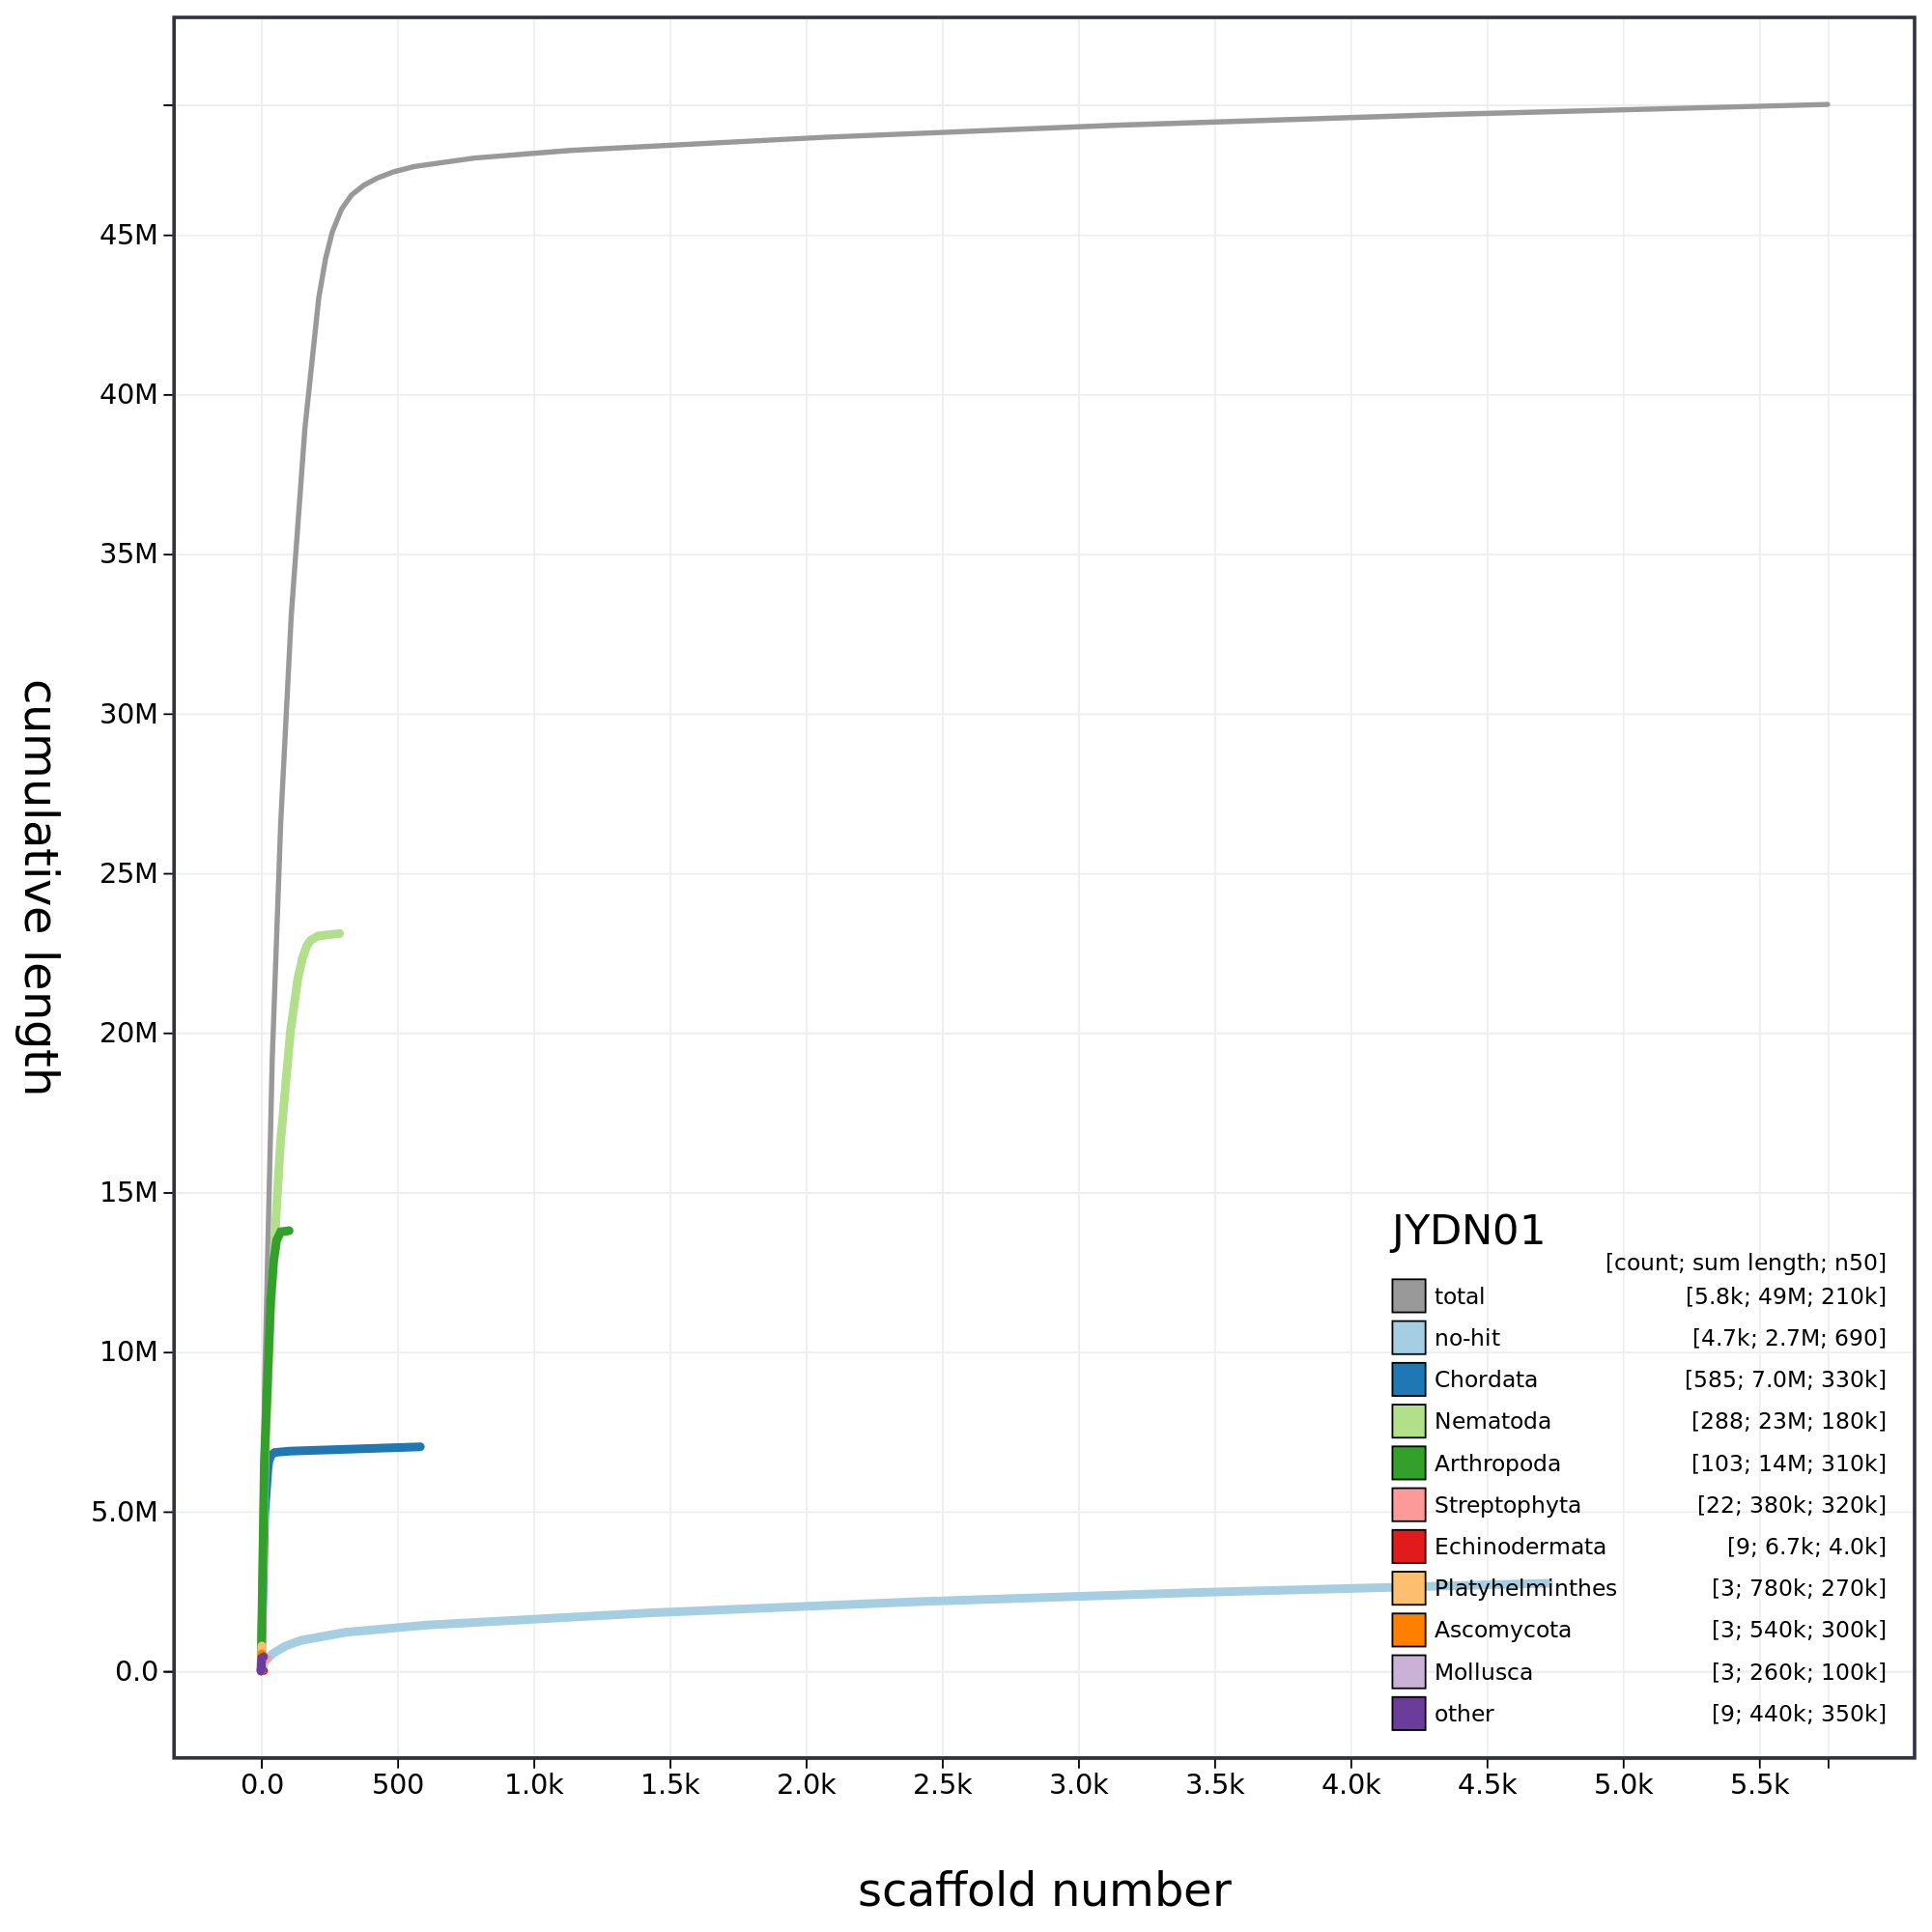 45M
40M
35M
30M
25M
20M
15M
10M
5.0M
0.0
cumulative length
JYDN01
[count; sum length; n50]
total [5.8k; 49M; 210k]
no-hit [4.7k; 2.7M; 690]
Chordata [585; 7.0M; 330k]
Nematoda [288; 23M; 180k]
Arthropoda [103; 14M; 310k]
Streptophyta [22; 380k; 320k]
Echinodermata [9; 6.7k; 4.0k]
Platyhelminthes [3; 780k; 270k]
Ascomycota [3; 540k; 300k]
Mollusca [3; 260k; 100k]
other [9; 440k; 350k]
0.0 500 1.0k 1.5k 2.0k 2.5k 3.0k 3.5k 4.0k 4.5k 5.0k 5.5k
scaffold number